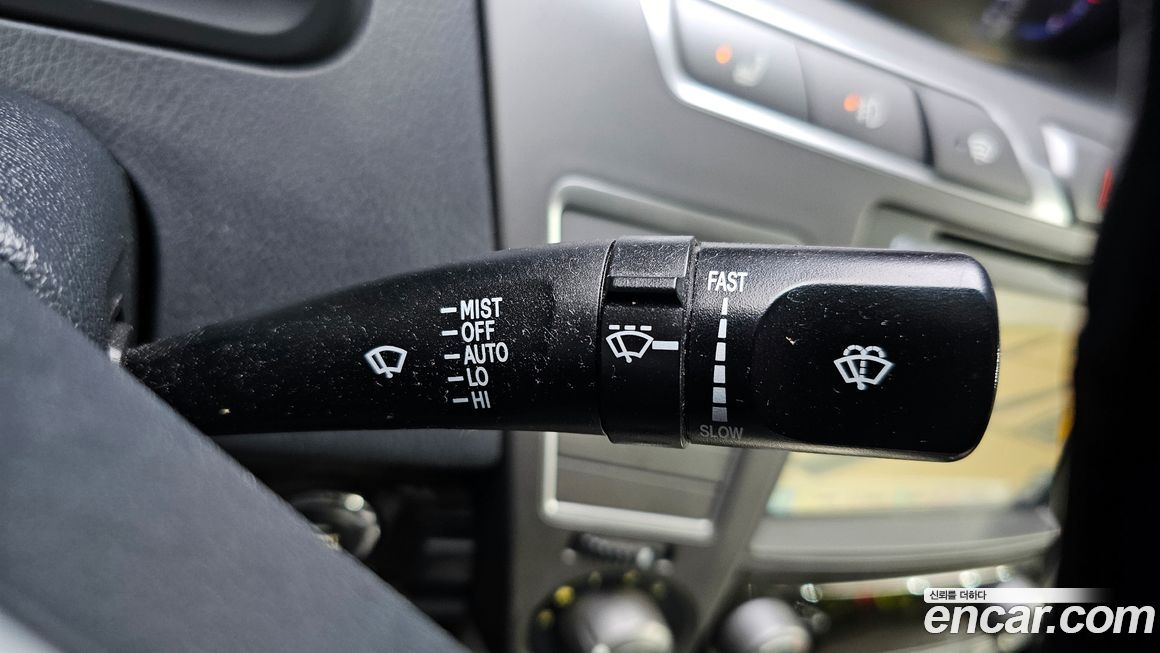 MIST
OFF
AUTO
LO
HI
FAST
SLOW
신뢰를 더하다
encar.com